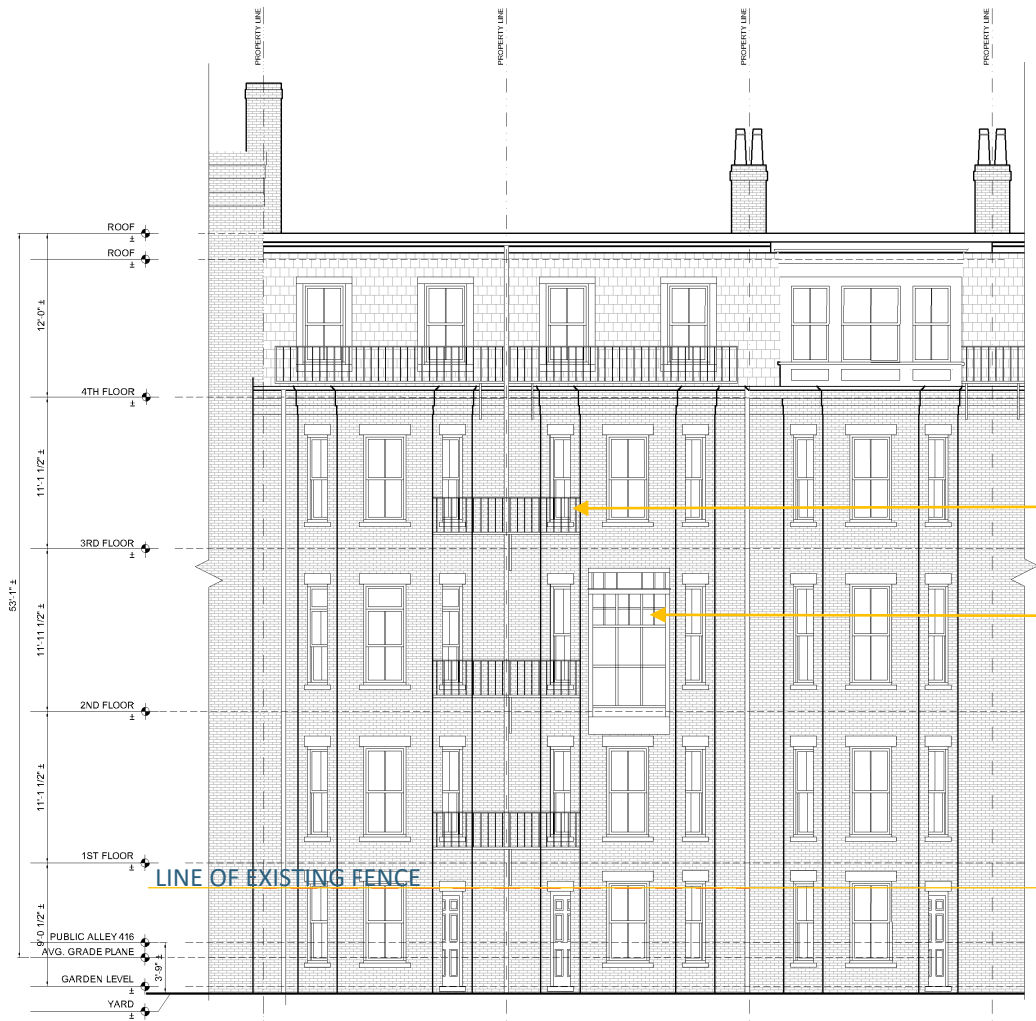 PROPERTY LINE
PROPERTY LINE
PROPERTY LINE
PROPERTY LINE
ROOF
±
ROOF
±
12'-0" ±
4TH FLOOR
±
11'-1 1/2" ±
3RD FLOOR
±
53'-1" ±
11'-11 1/2" ±
2ND FLOOR
±
11'-1 1/2" ±
1ST FLOOR
±
LINE OF EXISTING FENCE
9'-0 1/2" ±
PUBLIC ALLEY 416
AVG. GRADE PLANE
3'-9" ±
GARDEN LEVEL
±
YARD
±